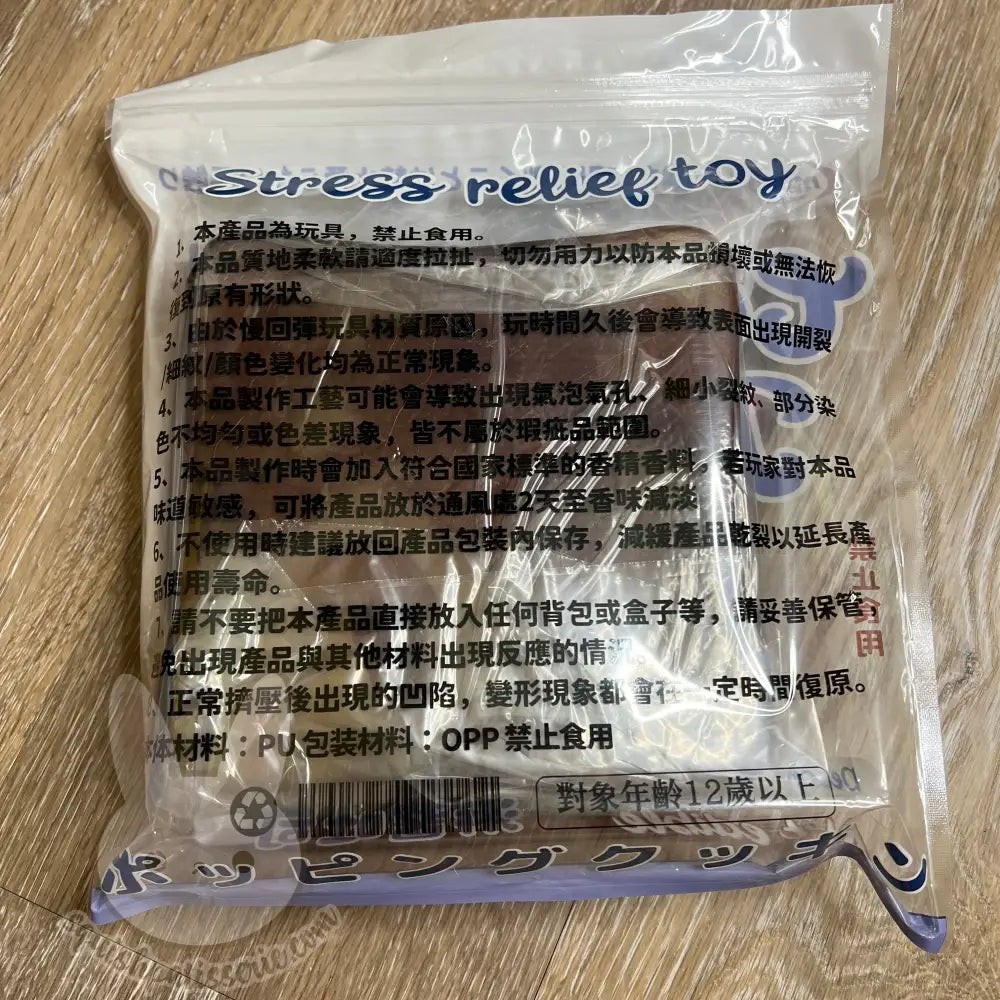 Stress relief toy
1、本產品為玩具，禁止食用。
2、本品質地柔軟請適度拉扯，切勿用力以防本品損壞或無法恢
復到原有形狀。
3、由於慢回彈玩具材質原因，玩時間久後會導致表面出現開裂
/細紋/顏色變化均為正常現象。
4、本品製作工藝可能會導致出現氣泡氣孔、細小裂紋、部分染
色不均勻或色差現象，皆不屬於瑕疵品範圍。
5、本品製作時會加入符合國家標準的香精香料，若玩家對本品
味道敏感，可將產品放於通風處2天至香味減淡
6、不使用時建議放回產品包裝內保存，減緩產品乾裂以延長產
品使用壽命。
7、請不要把本產品直接放入任何背包或盒子等，請妥善保管，
避免出現產品與其他材料出現反應的情
正常擠壓後出現的凹陷，變形現象都會在一定時間復原。
本體材料：PU 包装材料：OPP 禁止食用
對象年齡12歲以上
ポッピングクッキン
禁止食用